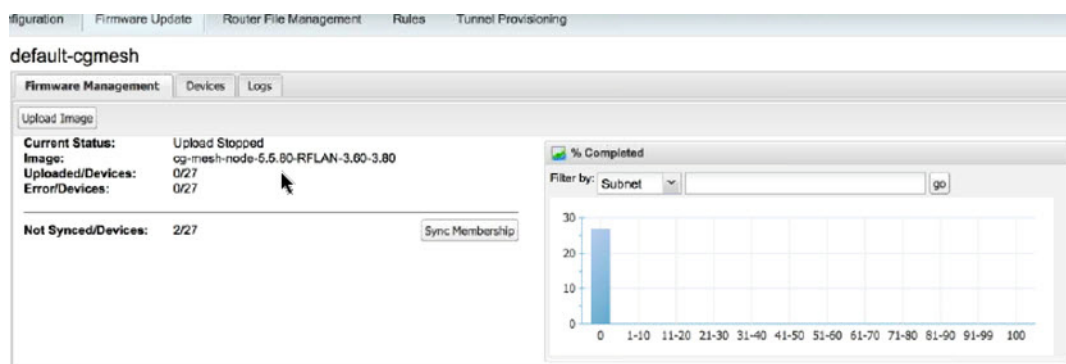 figuration Firmware Update Router File Management Rules Tunnel Provisioning
default-cgmesh
Firmware Management Devices Logs
Upload Image
Current Status: Upload Stopped
Image: cg-mesh-node-5.5.80-RFLAN-3.60-3.80
Uploaded/Devices: 0/27
Error/Devices: 0/27
Not Synced/Devices: 2/27 Sync Membership
% Completed
Filter by: Subnet go
30
20
10
0
0 1-10 11-20 21-30 31-40 41-50 51-60 61-70 71-80 81-90 91-99 100